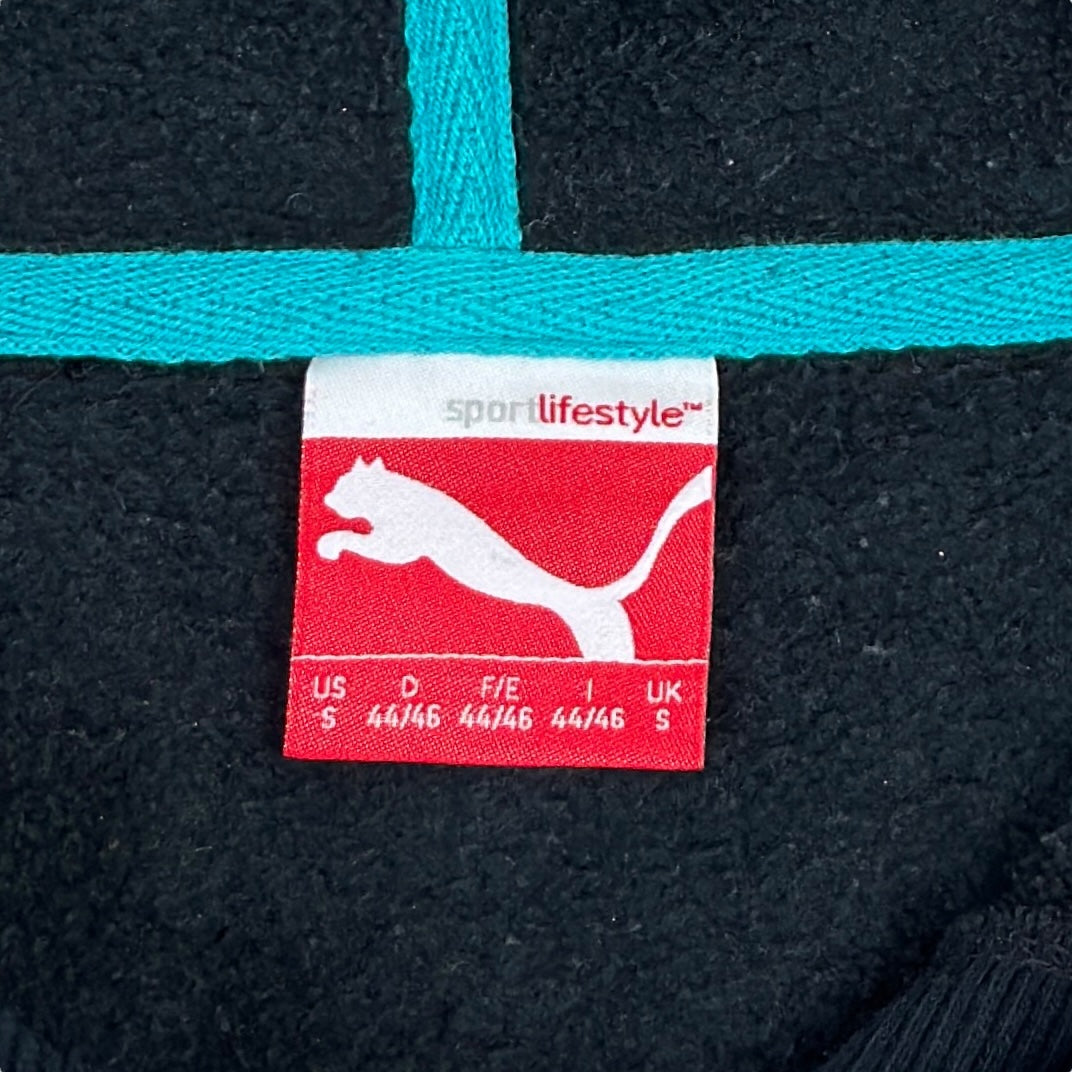 sportlifestyle™
US D F/E I UK
S 44/46 44/46 44/46 S